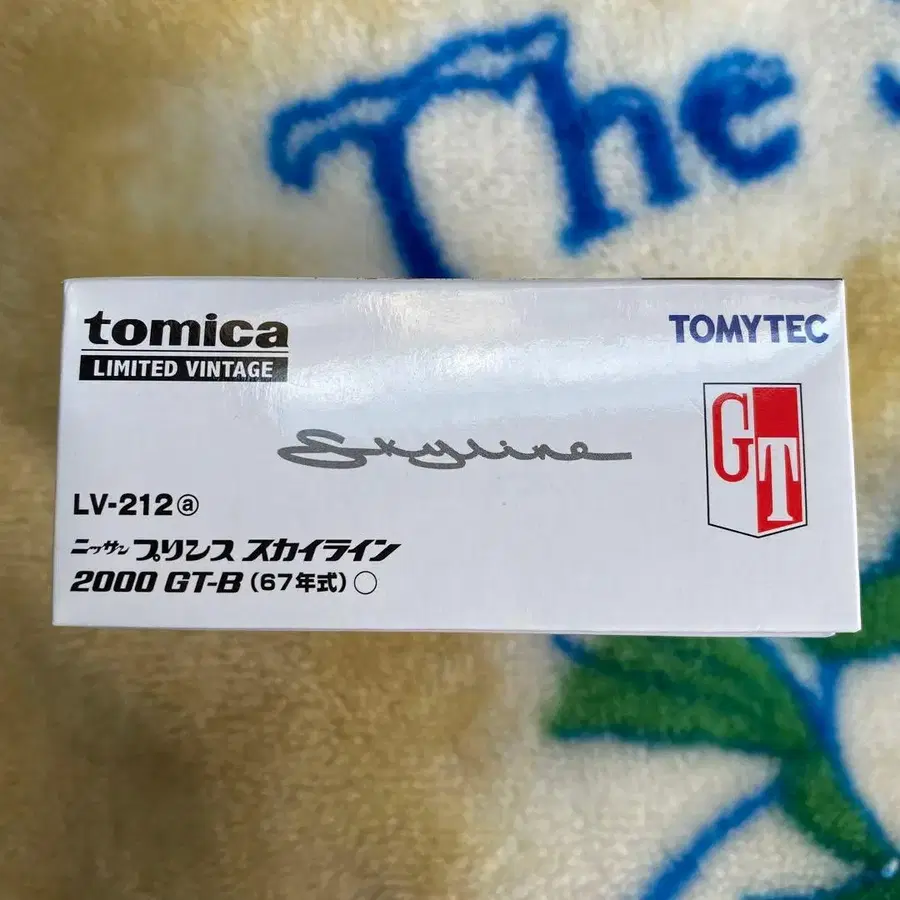 The
tomica
LIMITED VINTAGE
TOMYTEC
GT
Skyline
LV-212ⓐ
ニッサン プリンス スカイライン
2000 GT-B (67年式) ○